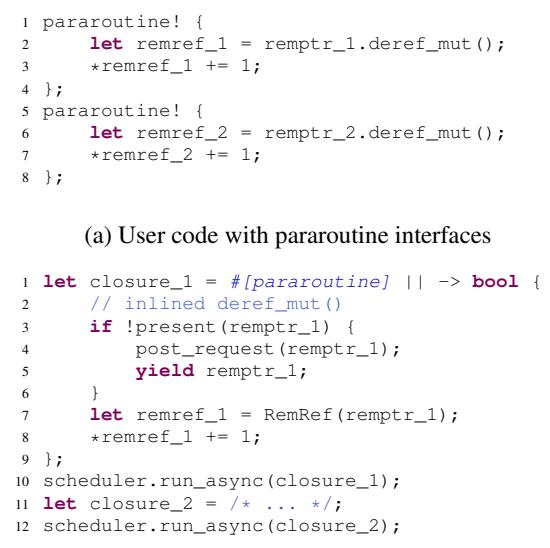 1 pararoutine! {
2     let remref_1 = remptr_1.deref_mut();
3     *remref_1 += 1;
4 };
5 pararoutine! {
6     let remref_2 = remptr_2.deref_mut();
7     *remref_2 += 1;
8 };
(a) User code with pararoutine interfaces
1 let closure_1 = #[pararoutine] || -> bool {
2     // inlined deref_mut()
3     if !present(remptr_1) {
4         post_request(remptr_1);
5         yield remptr_1;
6     }
7     let remref_1 = RemRef(remptr_1);
8     *remref_1 += 1;
9 };
10 scheduler.run_async(closure_1);
11 let closure_2 = /* ... */;
12 scheduler.run_async(closure_2);